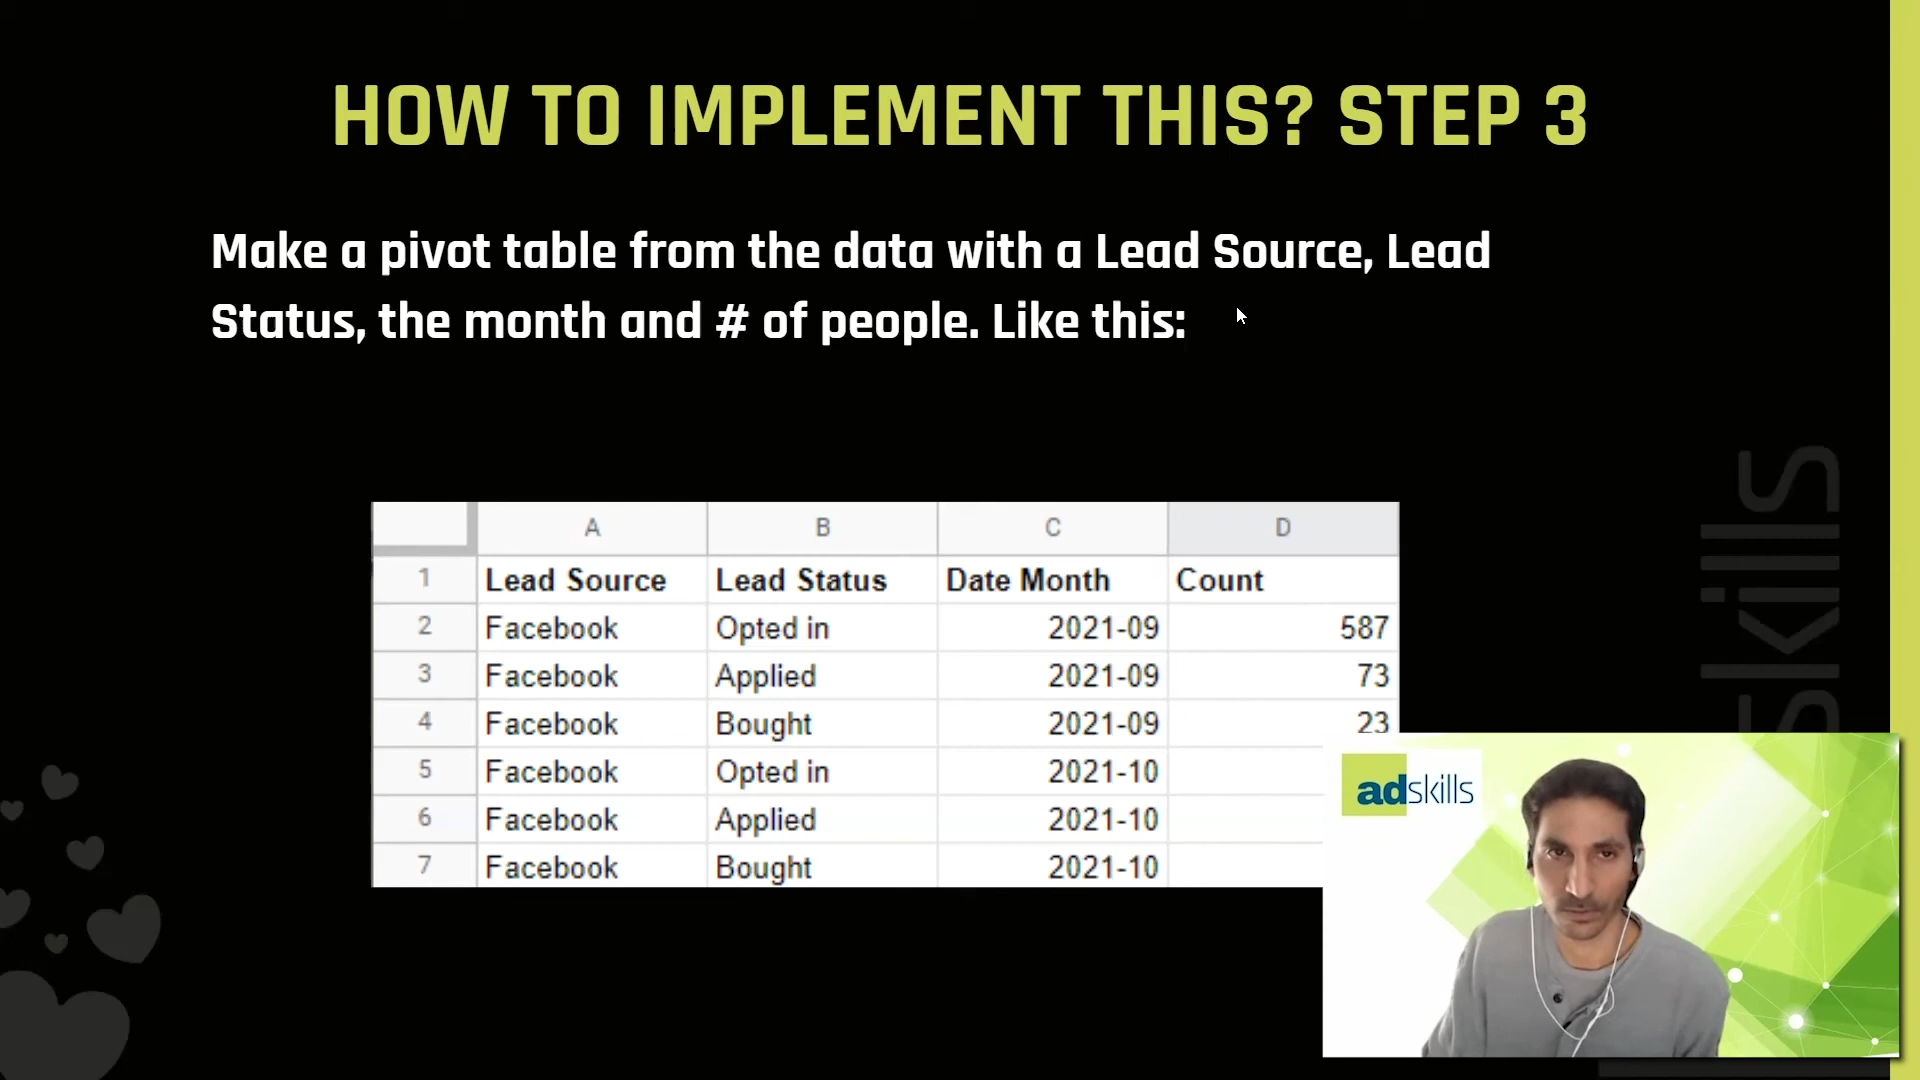 HOW TO IMPLEMENT THIS? STEP 3
Make a pivot table from the data with a Lead Source, Lead
Status, the month and # of people. Like this:
A B C D
1 Lead Source Lead Status Date Month Count
2 Facebook Opted in 2021-09 587
3 Facebook Applied 2021-09 73
4 Facebook Bought 2021-09 23
5 Facebook Opted in 2021-10
6 Facebook Applied 2021-10
7 Facebook Bought 2021-10
skills
adskills